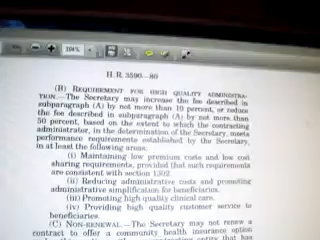 104%
H. R. 3590—80
(B) REQUIREMENT FOR HIGH QUALITY ADMINISTRA-
TION.—The Secretary may increase the fee described in
subparagraph (A) by not more than 10 percent, or reduce
the fee described in subparagraph (A) by not more than
50 percent, based on the extent to which the contracting
administrator, in the determination of the Secretary, meets
performance requirements established by the Secretary,
in at least the following areas:
(i) Maintaining low premium costs and low cost
sharing requirements, provided that such requirements
are consistent with section 1302.
(ii) Reducing administrative costs and promoting
administrative simplification for beneficiaries.
(iii) Promoting high quality clinical care.
(iv) Providing high quality customer service to
beneficiaries.
(C) NON-RENEWAL.—The Secretary may not renew a
contract to offer a community health insurance option
entity that has